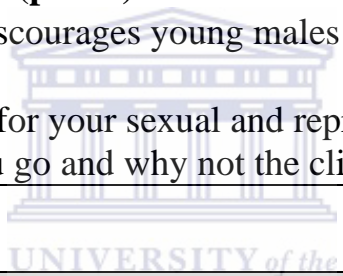 scourages young males
for your sexual and repr
u go and why not the cli
UNIVERSITY of the